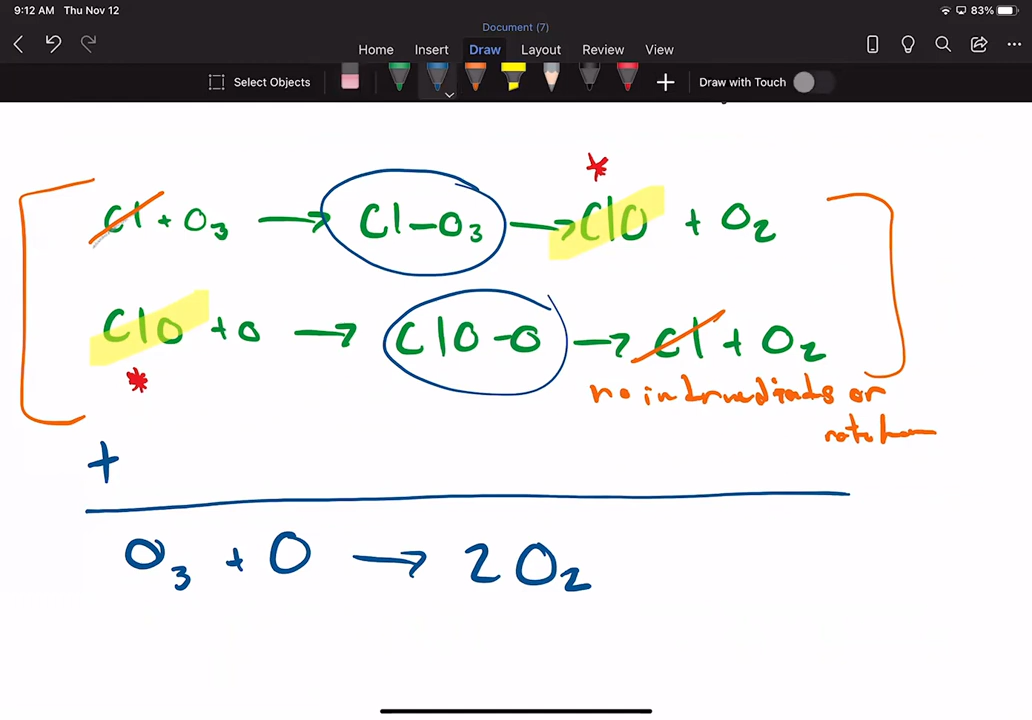 9:12 AM Thu Nov 12
83%
Document (7)
Home Insert Draw Layout Review View
Select Objects
Draw with Touch
*
Cl + O₃ → Cl–O₃ → ClO + O₂
ClO + O → ClO–O → Cl + O₂
*
no or
+
O₃ + O → 2O₂